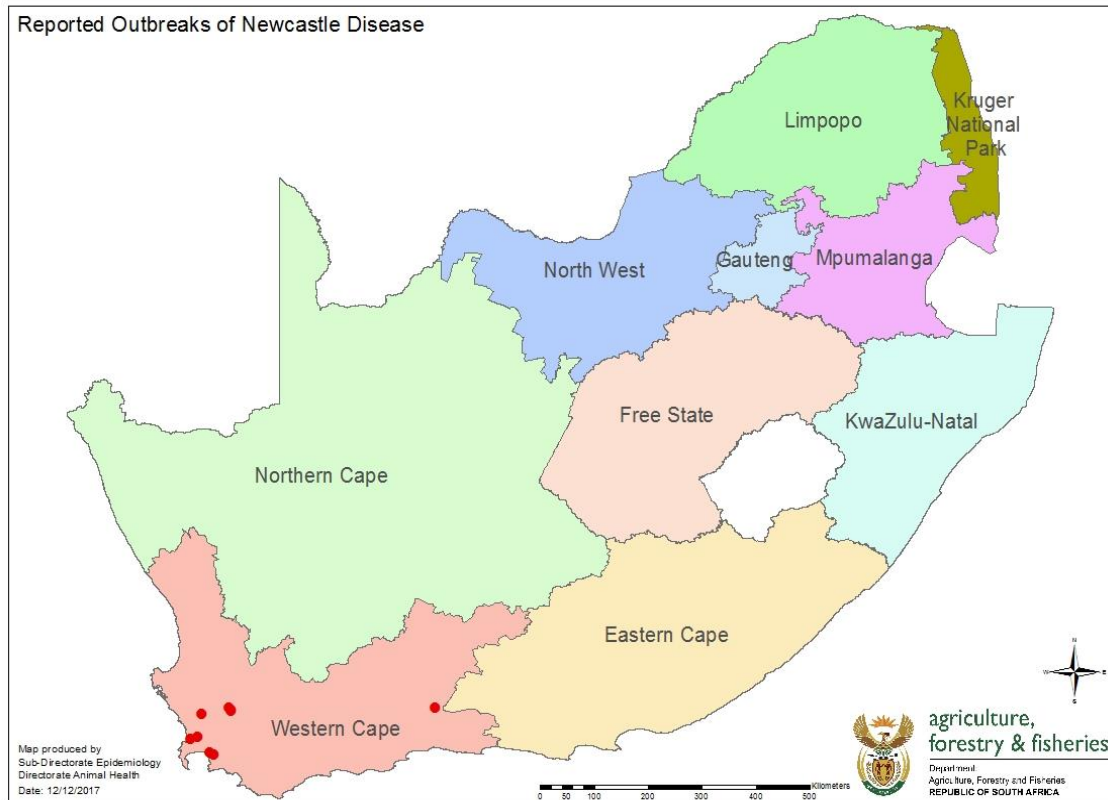 Reported Outbreaks of Newcastle Disease
Limpopo
Kruger
National
Park
North West
Gauteng
Mpumalanga
Free State
KwaZulu-Natal
Northern Cape
Eastern Cape
Western Cape
N
W E
S
Map produced by
Sub-Directorate Epidemiology
Directorate Animal Health
Date: 12/12/2017
Kilometers
0 50 100 200 300 400 500
agriculture,
forestry & fisheries
Department:
Agriculture, Forestry and Fisheries
REPUBLIC OF SOUTH AFRICA